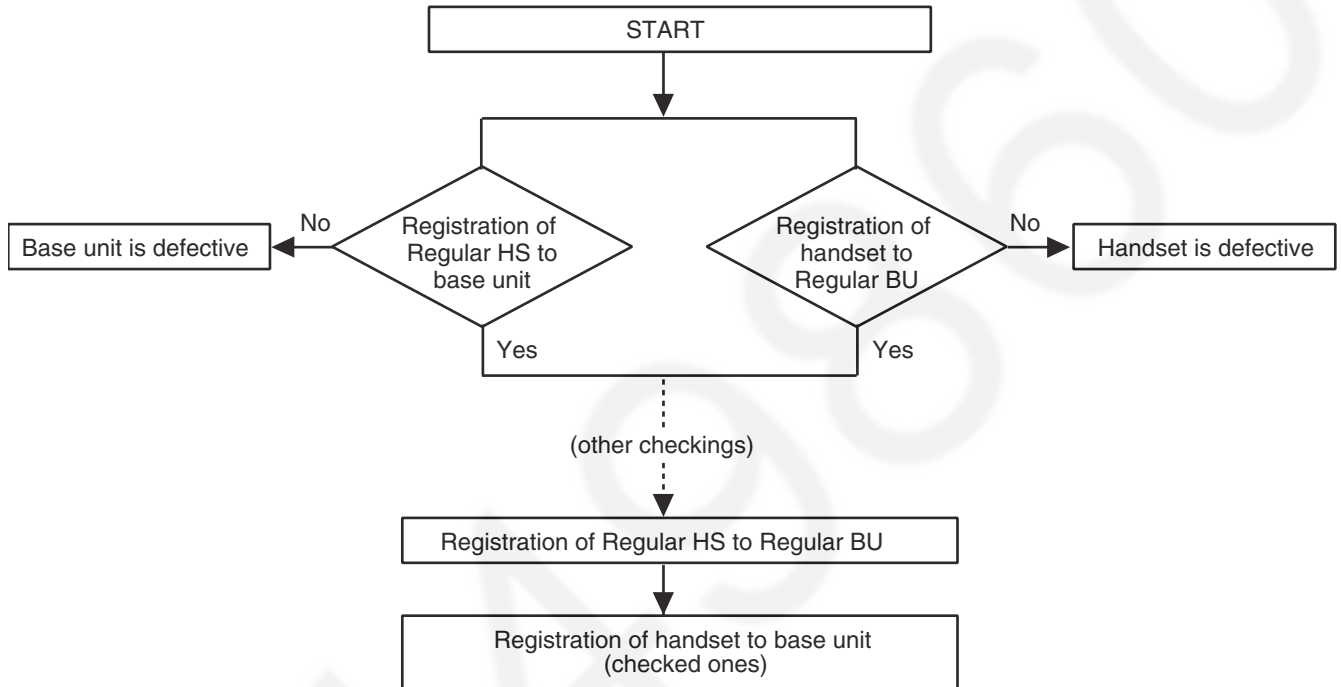 START
No
Registration of
Regular HS to
base unit
Base unit is defective
Yes
Registration of
handset to
Regular BU
No
Handset is defective
Yes
(other checkings)
Registration of Regular HS to Regular BU
Registration of handset to base unit
(checked ones)